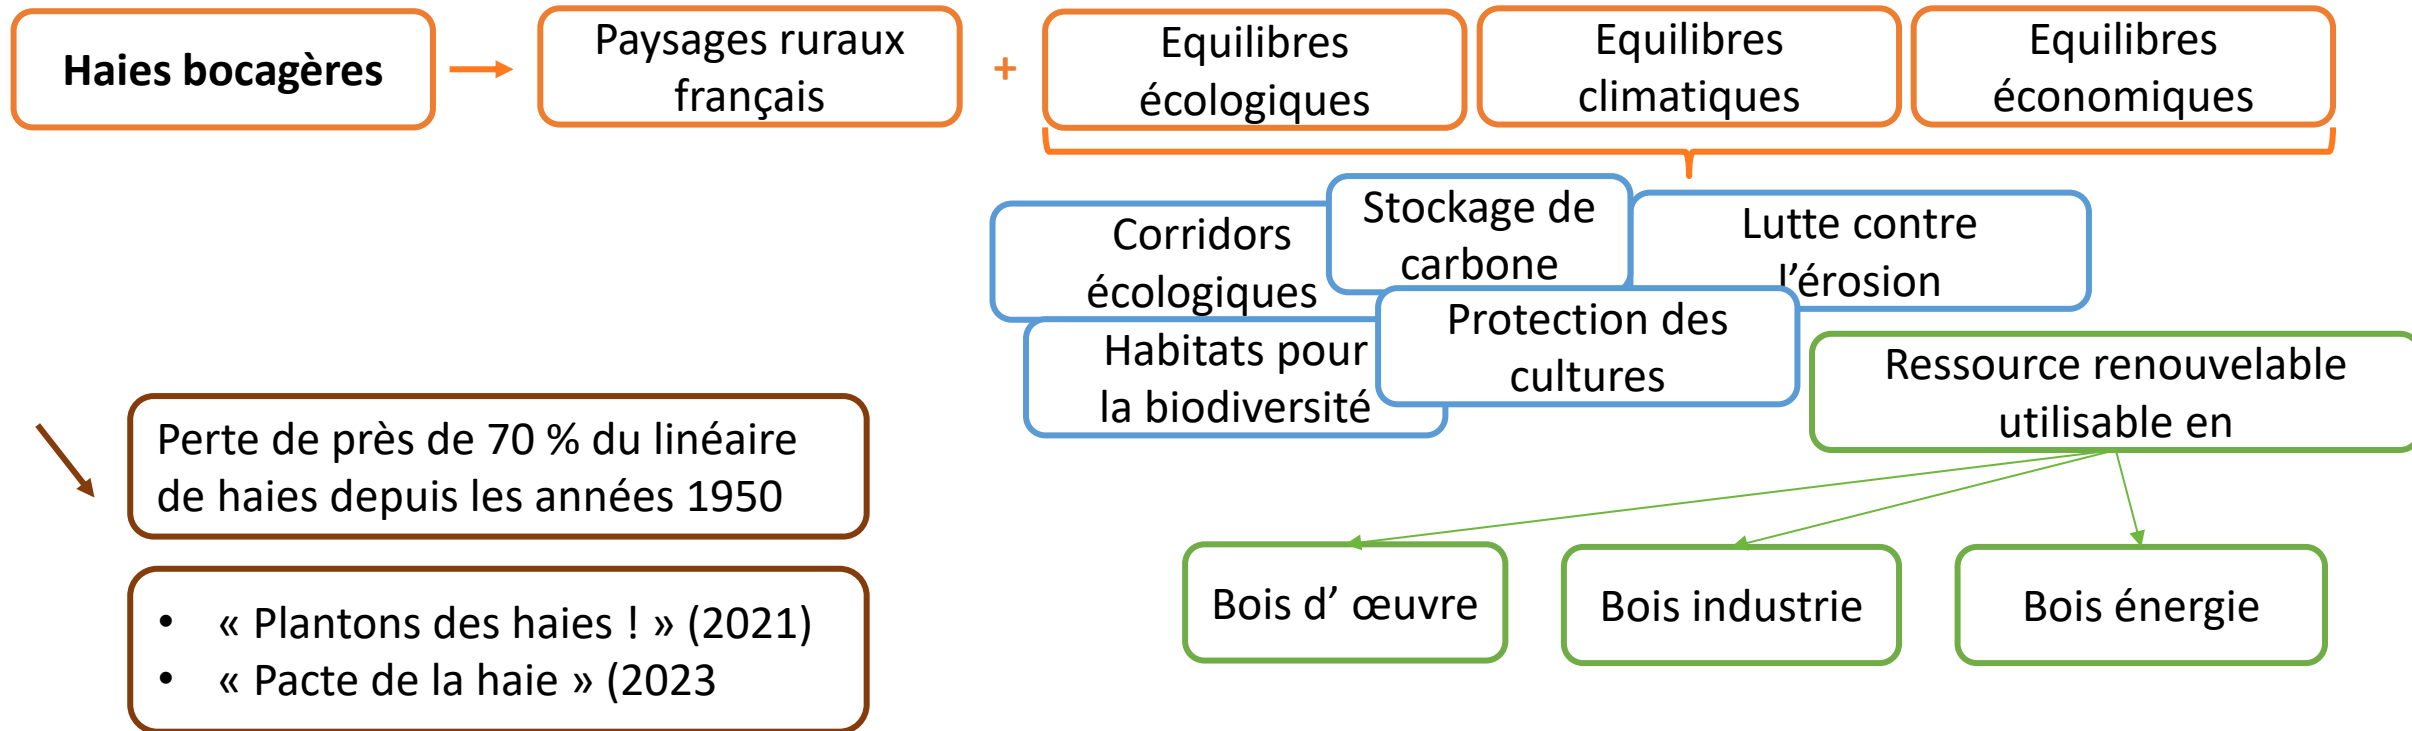 Haies bocagères
Paysages ruraux
français
+
Equilibres
écologiques
Equilibres
climatiques
Equilibres
économiques
Corridors
écologiques
Stockage de
carbone
Lutte contre
l’érosion
Habitats pour
la biodiversité
Protection des
cultures
Ressource renouvelable
utilisable en
Perte de près de 70 % du linéaire
de haies depuis les années 1950
• « Plantons des haies ! » (2021)
• « Pacte de la haie » (2023
Bois d’ œuvre
Bois industrie
Bois énergie